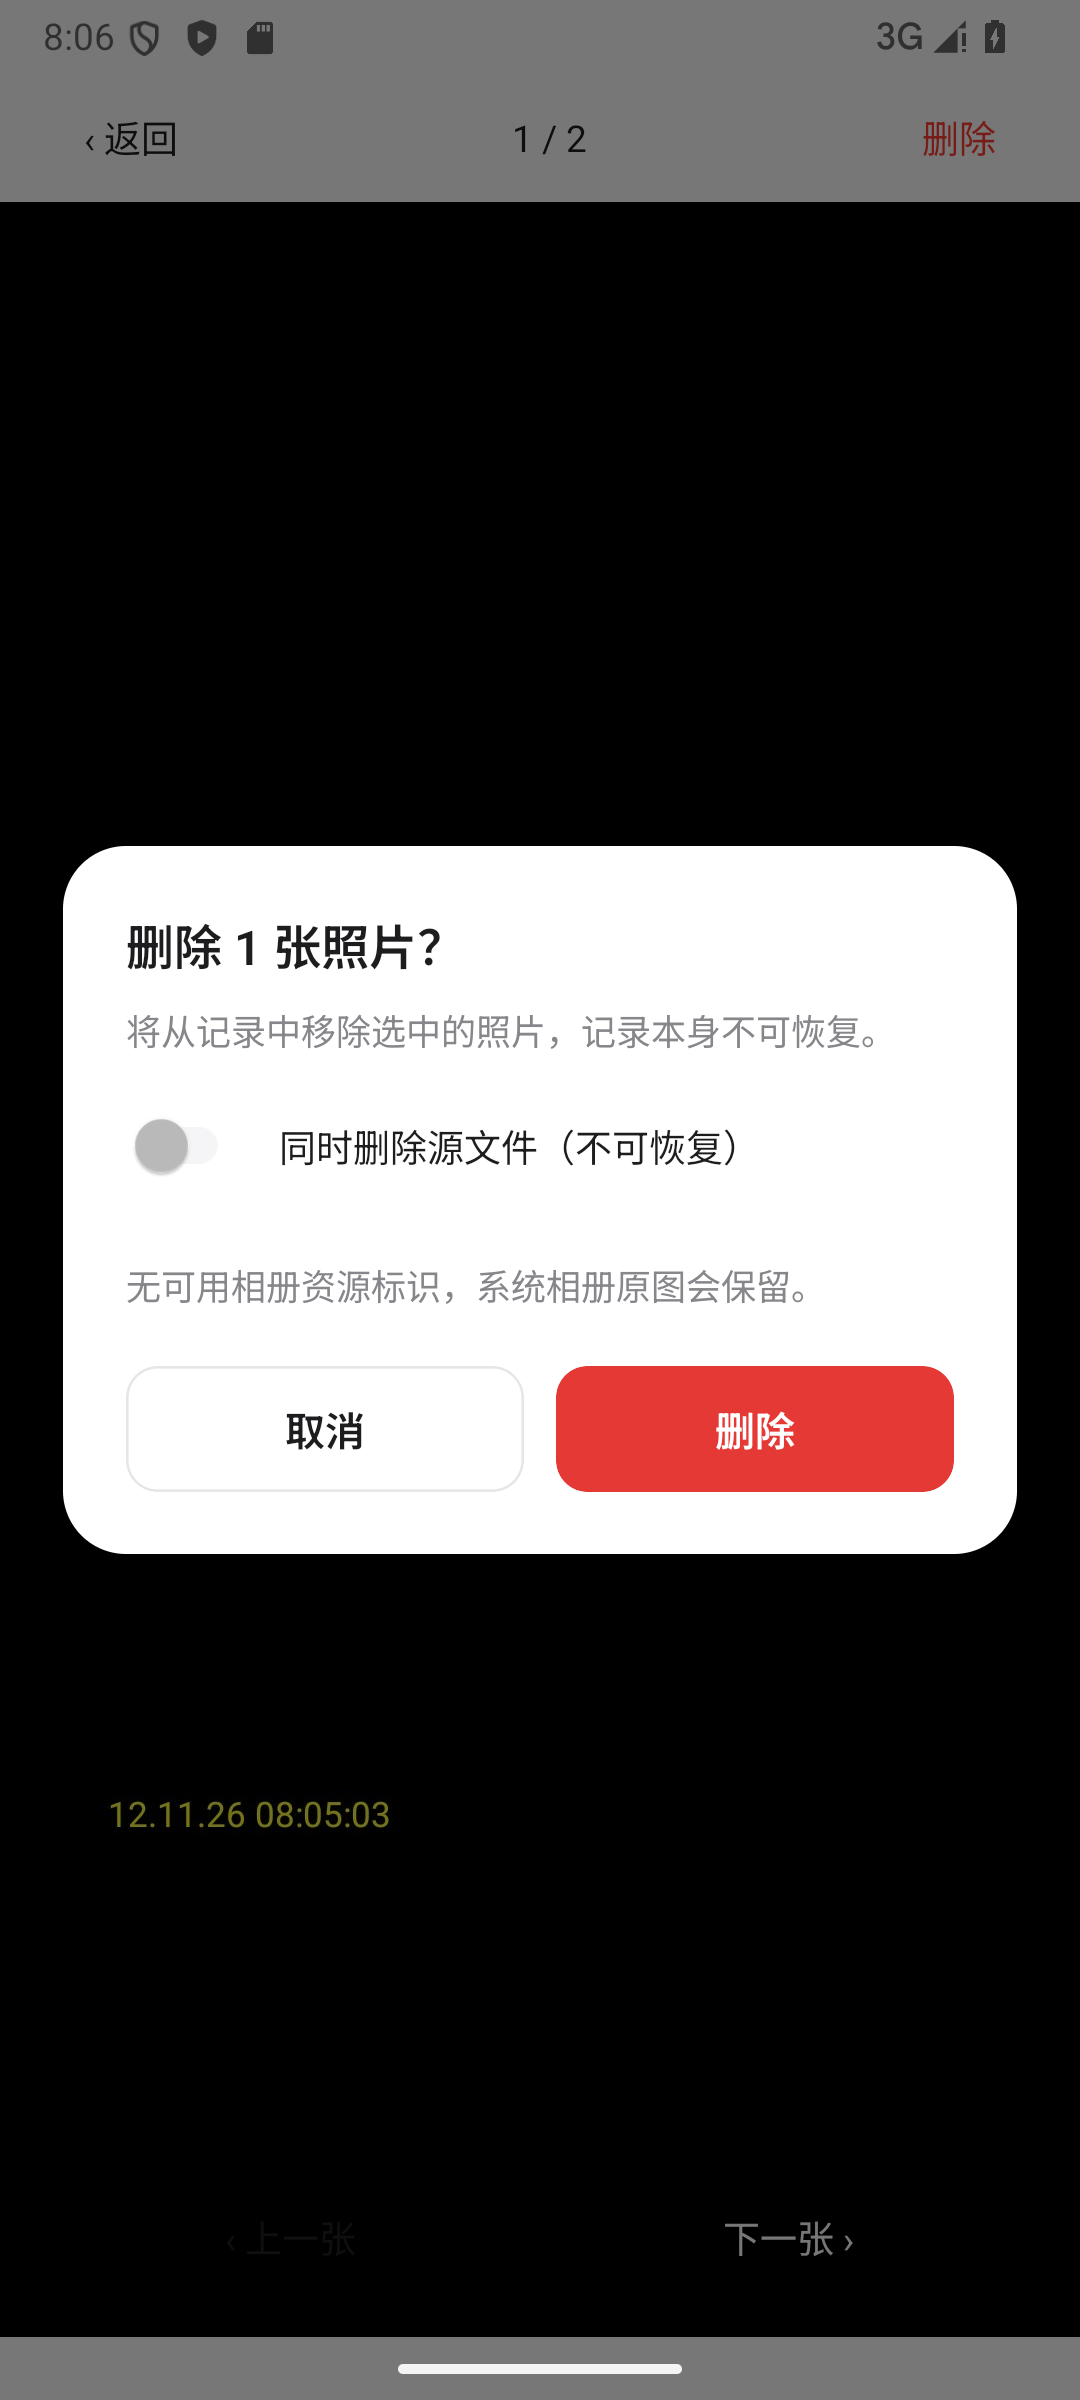 8:06
3G
‹ 返回
1 / 2
删除
删除 1 张照片？
将从记录中移除选中的照片，记录本身不可恢复。
同时删除源文件（不可恢复）
无可用相册资源标识，系统相册原图会保留。
取消
删除
12.11.26 08:05:03
‹ 上一张
下一张 ›